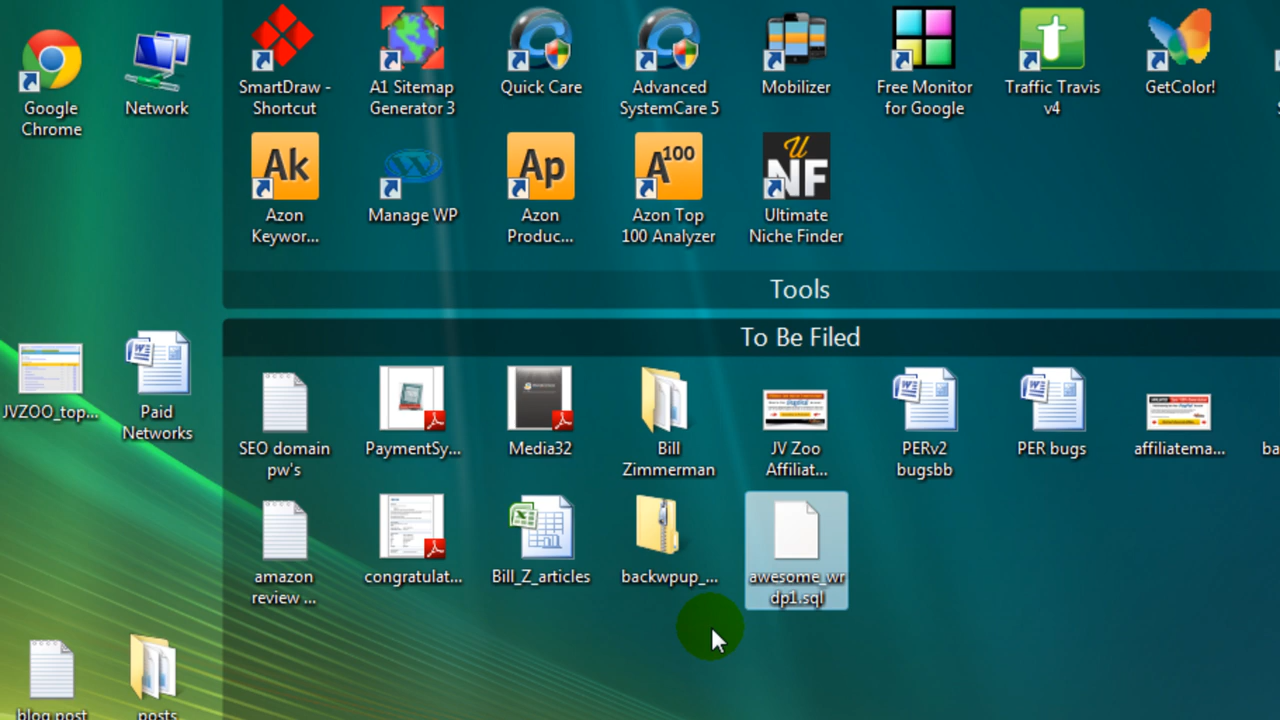 SmartDraw -
Shortcut
A1 Sitemap
Generator 3
Quick Care
Advanced
SystemCare 5
Mobilizer
Free Monitor
for Google
Traffic Travis
v4
GetColor!
Google
Chrome
Network
Ak
Azon
Keywor...
Manage WP
Ap
Azon
Produc...
A100
Azon Top
100 Analyzer
U
NF
Ultimate
Niche Finder
Tools
To Be Filed
JVZOO_top...
Paid
Networks
SEO domain
pw's
PaymentSy...
Media32
Bill
Zimmerman
JV Zoo
Affiliat...
PERv2
bugsbb
PER bugs
affiliatema...
ba
amazon
review ...
congratulat...
Bill_Z_articles
backwpup_...
awesome_wr
dp1.sql
blog post
posts